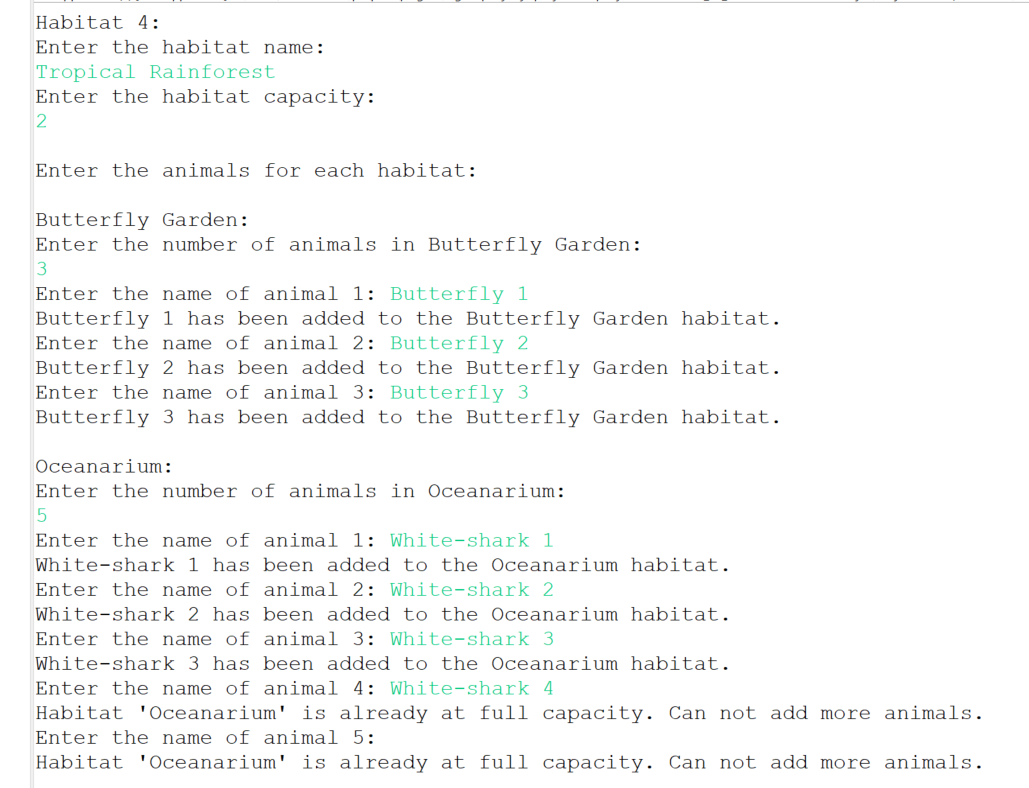 Habitat 4:
Enter the habitat name:
Tropical Rainforest
Enter the habitat capacity:
2
Enter the animals for each habitat:
Butterfly Garden:
Enter the number of animals in Butterfly Garden:
3
Enter the name of animal 1: Butterfly 1
Butterfly 1 has been added to the Butterfly Garden habitat.
Enter the name of animal 2: Butterfly 2
Butterfly 2 has been added to the Butterfly Garden habitat.
Enter the name of animal 3: Butterfly 3
Butterfly 3 has been added to the Butterfly Garden habitat.
Oceanarium:
Enter the number of animals in Oceanarium:
5
Enter the name of animal 1: White-shark 1
White-shark 1 has been added to the Oceanarium habitat.
Enter the name of animal 2: White-shark 2
White-shark 2 has been added to the Oceanarium habitat.
Enter the name of animal 3: White-shark 3
White-shark 3 has been added to the Oceanarium habitat.
Enter the name of animal 4: White-shark 4
Habitat 'Oceanarium' is already at full capacity. Can not add more animals.
Enter the name of animal 5:
Habitat 'Oceanarium' is already at full capacity. Can not add more animals.